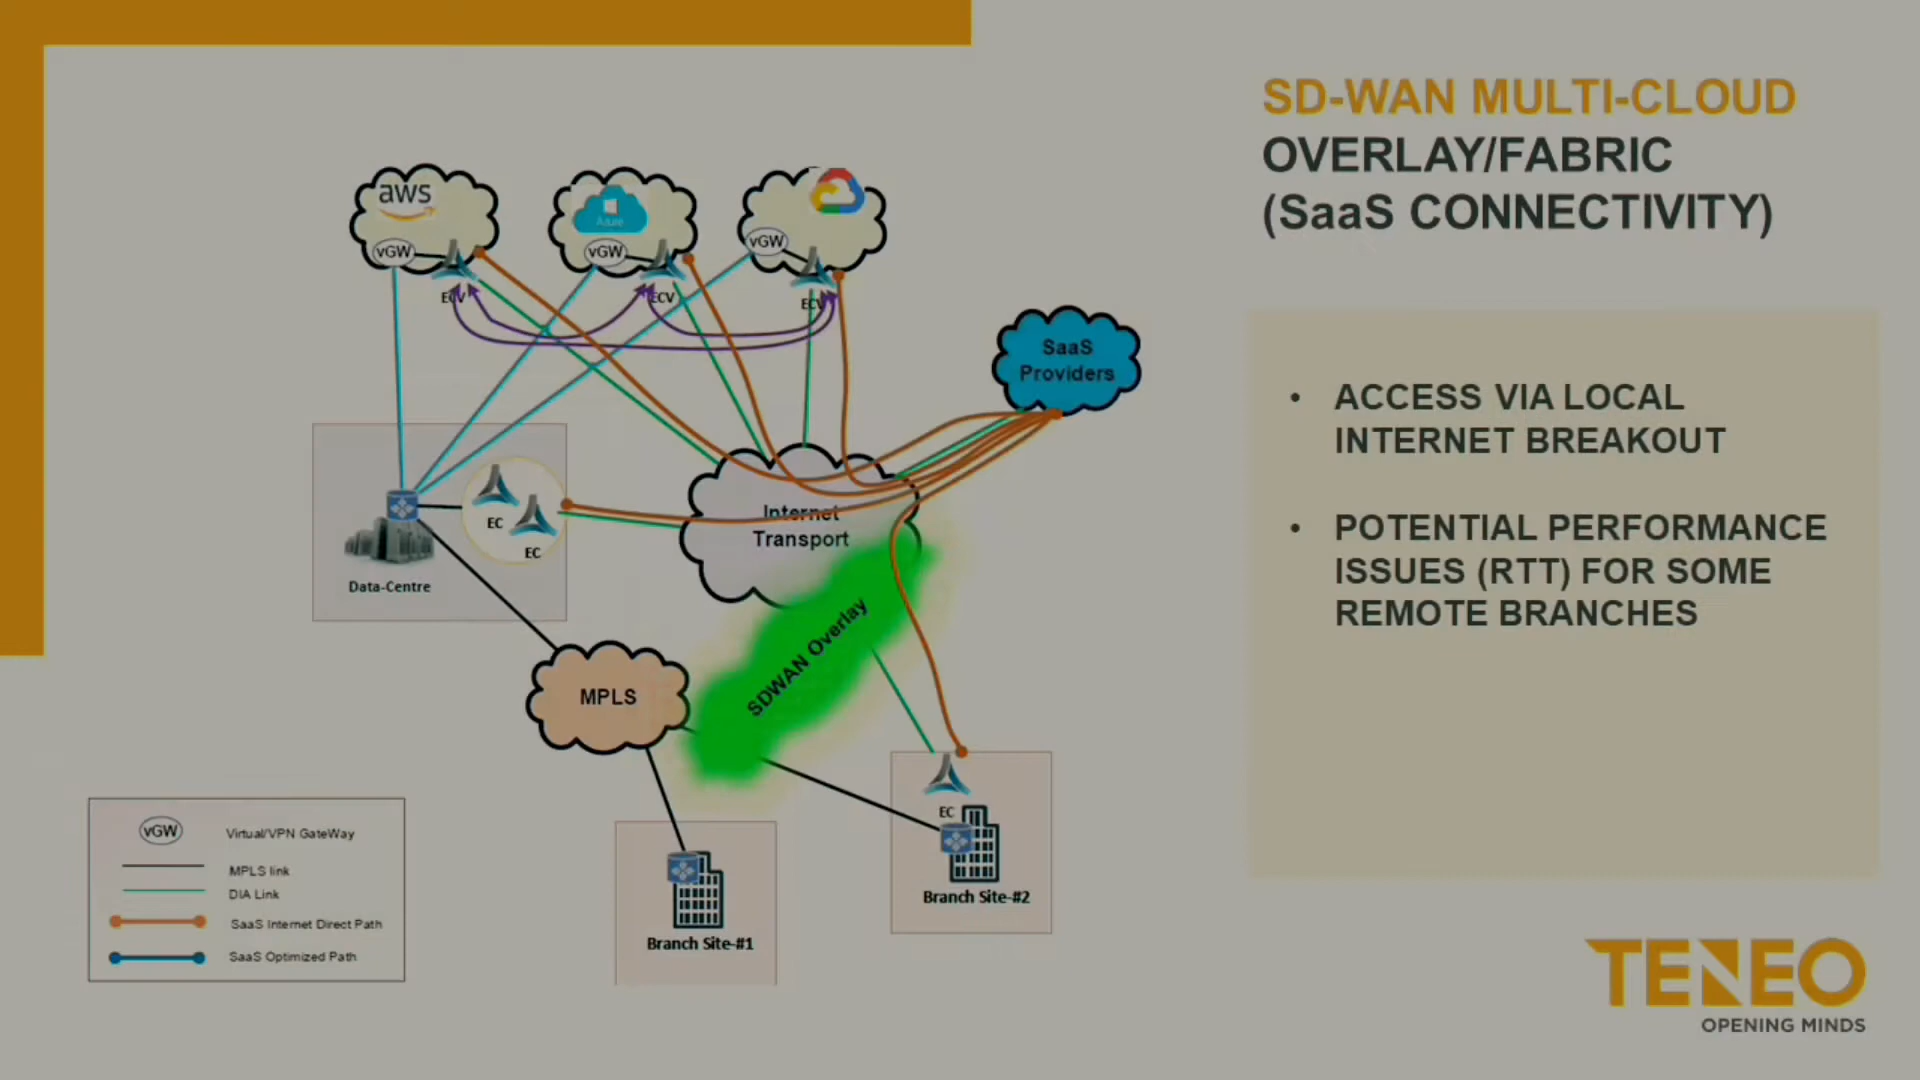 SD-WAN MULTI-CLOUD
OVERLAY/FABRIC
(SaaS CONNECTIVITY)
aws
Azure
vGW
vGW
vGW
ECV
ECV
ECV
SaaS
Providers
• ACCESS VIA LOCAL
INTERNET BREAKOUT
• POTENTIAL PERFORMANCE
ISSUES (RTT) FOR SOME
REMOTE BRANCHES
EC
EC
Data-Centre
Internet
Transport
SDWAN Overlay
MPLS
EC
Branch Site-#2
Branch Site-#1
vGW Virtual/VPN GateWay
MPLS link
DIA Link
SaaS Internet Direct Path
SaaS Optimized Path
TENEO
OPENING MINDS